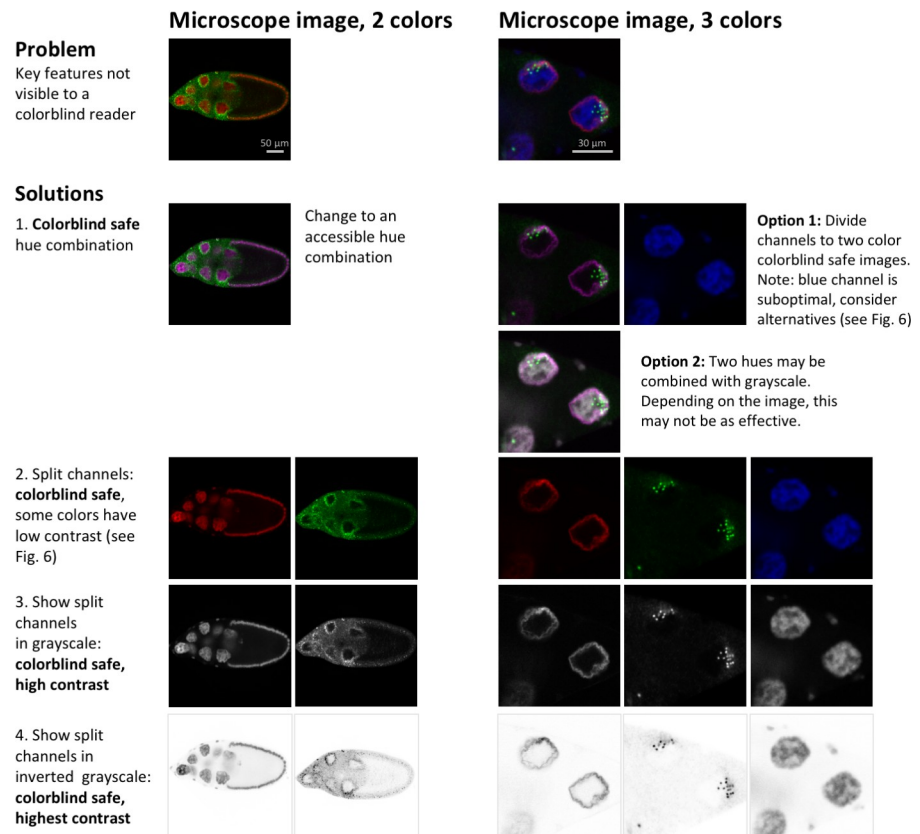 Microscope image, 2 colors
Microscope image, 3 colors
Problem
Key features not
visible to a
colorblind reader
50 µm
30 µm
Solutions
1. Colorblind safe
hue combination
Change to an
accessible hue
combination
Option 1: Divide
channels to two color
colorblind safe images.
Note: blue channel is
suboptimal, consider
alternatives (see Fig. 6)
Option 2: Two hues may be
combined with grayscale.
Depending on the image, this
may not be as effective.
2. Split channels:
colorblind safe,
some colors have
low contrast (see
Fig. 6)
3. Show split
channels
in grayscale:
colorblind safe,
high contrast
4. Show split
channels in
inverted grayscale:
colorblind safe,
highest contrast